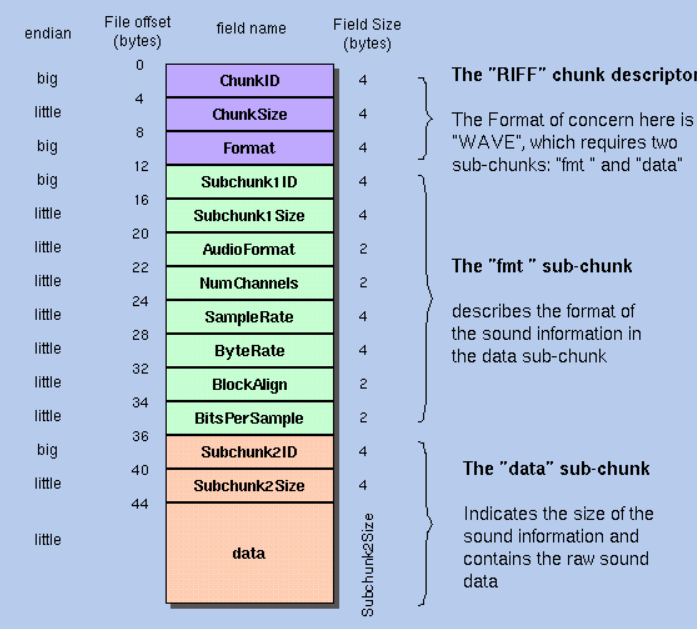 endian
File offset
(bytes)
field name
Field Size
(bytes)
0
big
ChunkID
4
4
little
ChunkSize
4
8
big
Format
4
12
The "RIFF" chunk descriptor
The Format of concern here is
"WAVE", which requires two
sub-chunks: "fmt " and "data"
big
Subchunk1ID
4
16
little
Subchunk1Size
4
20
little
AudioFormat
2
22
little
NumChannels
2
24
little
SampleRate
4
28
little
ByteRate
4
32
little
BlockAlign
2
34
little
BitsPerSample
2
36
The "fmt " sub-chunk
describes the format of
the sound information in
the data sub-chunk
big
Subchunk2ID
4
40
little
Subchunk2Size
4
44
little
data
Subchunk2Size
The "data" sub-chunk
Indicates the size of the
sound information and
contains the raw sound
data